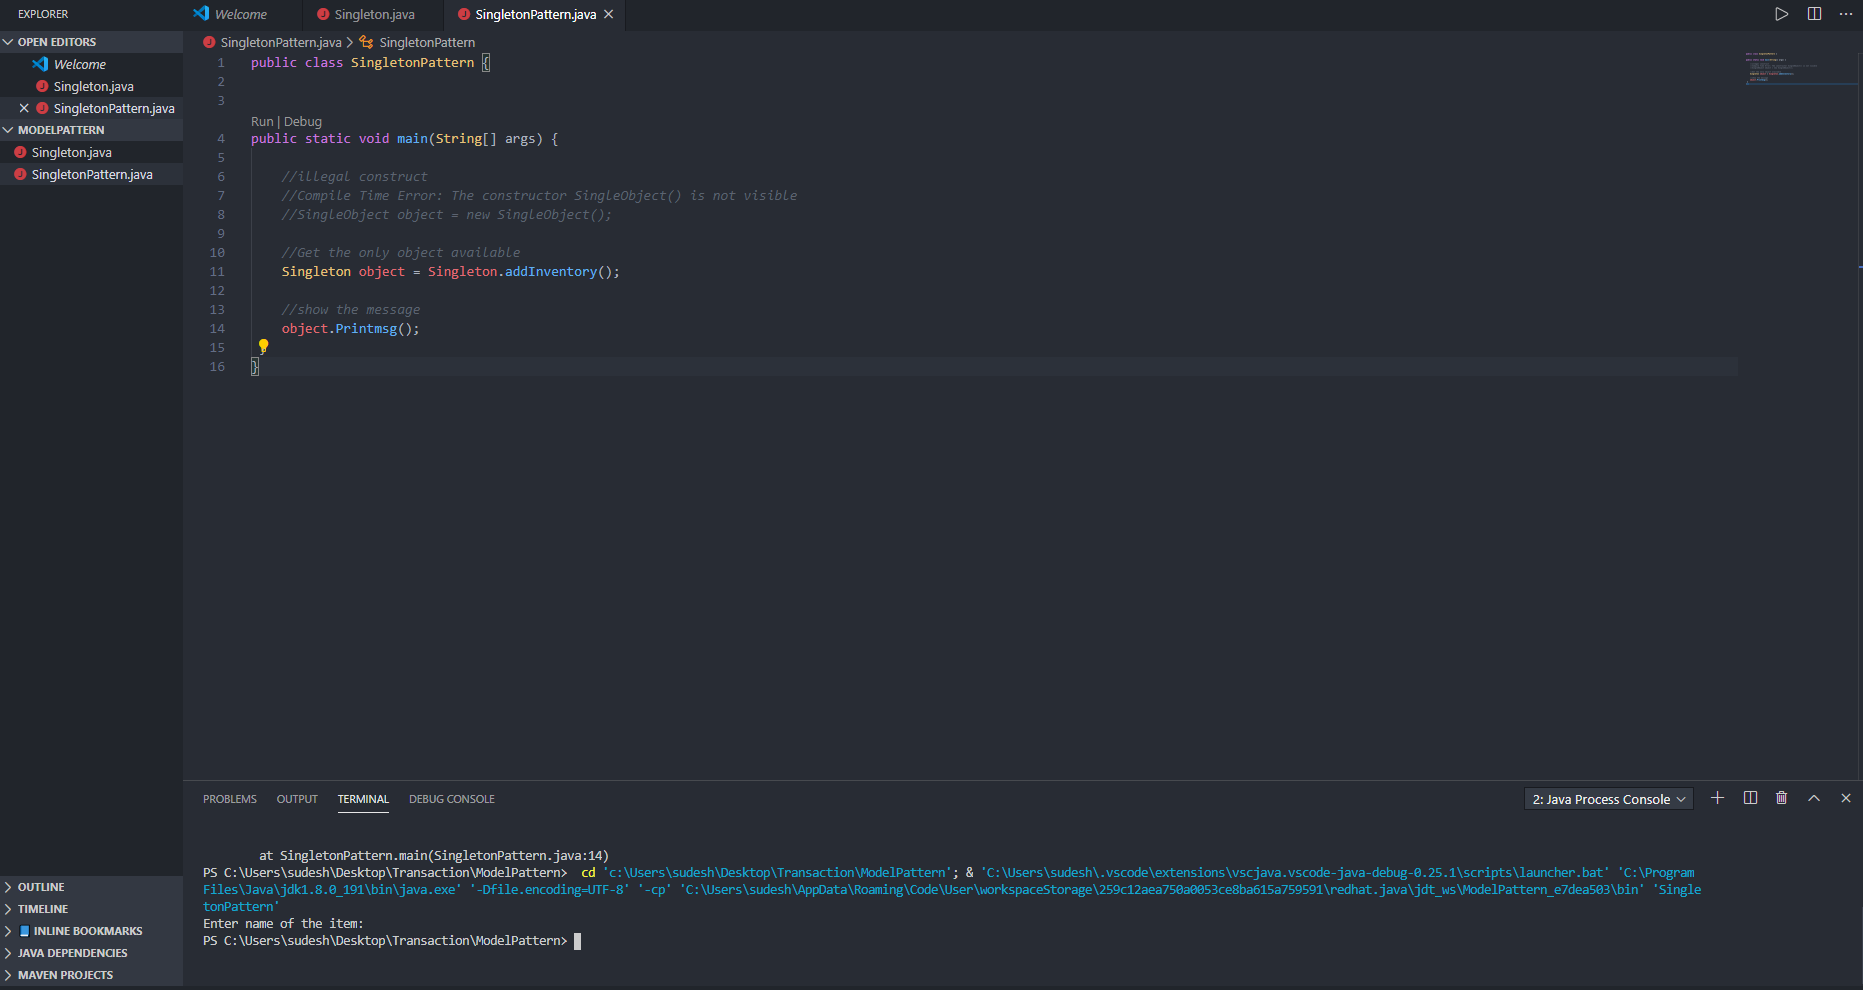 EXPLORER
Welcome
Singleton.java
SingletonPattern.java
OPEN EDITORS
Welcome
Singleton.java
SingletonPattern.java
MODELPATTERN
Singleton.java
SingletonPattern.java
OUTLINE
TIMELINE
INLINE BOOKMARKS
JAVA DEPENDENCIES
MAVEN PROJECTS
SingletonPattern.java > SingletonPattern
1 public class SingletonPattern {
2
3
Run | Debug
4 public static void main(String[] args) {
5
6 //illegal construct
7 //Compile Time Error: The constructor SingleObject() is not visible
8 //SingleObject object = new SingleObject();
9
10 //Get the only object available
11 Singleton object = Singleton.addInventory();
12
13 //show the message
14 object.Printmsg();
15 }
16 }
PROBLEMS OUTPUT TERMINAL DEBUG CONSOLE
2: Java Process Console
at SingletonPattern.main(SingletonPattern.java:14)
PS C:\Users\sudesh\Desktop\Transaction\ModelPattern> cd 'c:\Users\sudesh\Desktop\Transaction\ModelPattern'; & 'C:\Users\sudesh\.vscode\extensions\vscjava.vscode-java-debug-0.25.1\scripts\launcher.bat' 'C:\Program
Files\Java\jdk1.8.0_191\bin\java.exe' '-Dfile.encoding=UTF-8' '-cp' 'C:\Users\sudesh\AppData\Roaming\Code\User\workspaceStorage\259c12aea750a0053ce8ba615a759591\redhat.java\jdt_ws\ModelPattern_e7dea503\bin' 'Single
tonPattern'
Enter name of the item:
PS C:\Users\sudesh\Desktop\Transaction\ModelPattern>